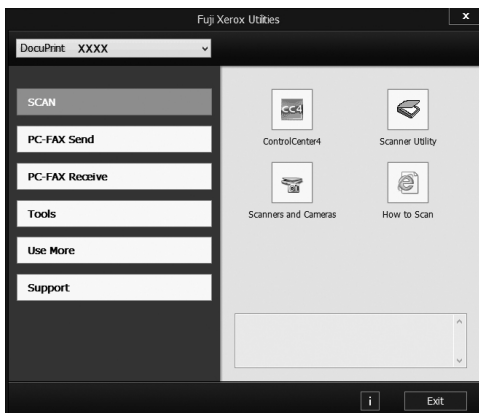 Fuji Xerox Utilities
x
DocuPrint XXXX
SCAN
PC-FAX Send
PC-FAX Receive
Tools
Use More
Support
CC4
ControlCenter4
Scanner Utility
Scanners and Cameras
How to Scan
i
Exit